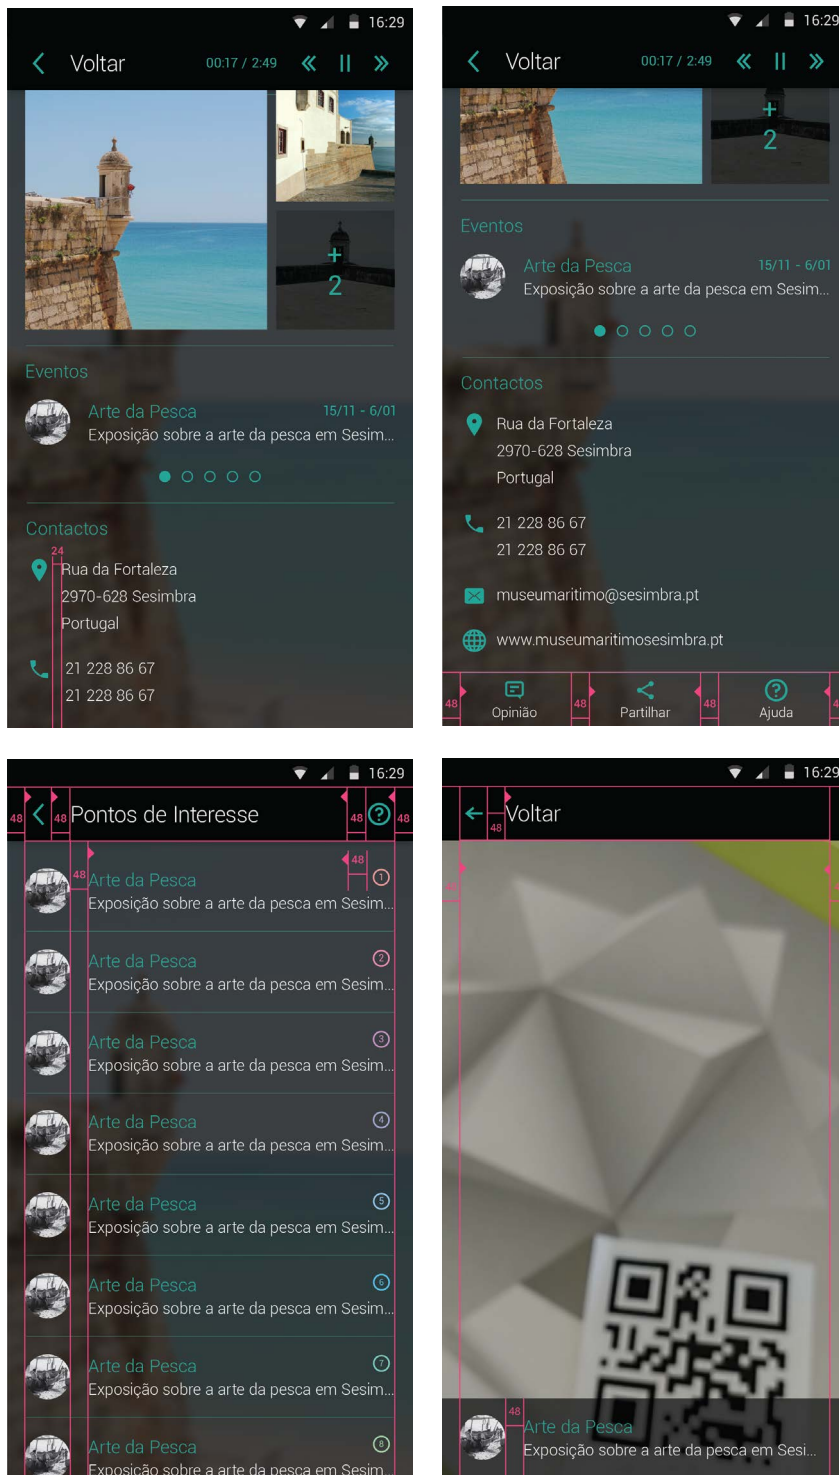 16:29
Voltar 00:17 / 2:49
+
2
Eventos
Arte da Pesca 15/11 - 6/01
Exposição sobre a arte da pesca em Sesim...
Contactos
24
Rua da Fortaleza
2970-628 Sesimbra
Portugal
21 228 86 67
21 228 86 67
16:29
Voltar 00:17 / 2:49
+
2
Eventos
Arte da Pesca 15/11 - 6/01
Exposição sobre a arte da pesca em Sesim...
Contactos
Rua da Fortaleza
2970-628 Sesimbra
Portugal
21 228 86 67
21 228 86 67
museumaritimo@sesimbra.pt
www.museumaritimosesimbra.pt
48 48 48
Opinião Partilhar Ajuda
16:29
48 48 Pontos de Interesse 48 48
48 48
Arte da Pesca 1
Exposição sobre a arte da pesca em Sesim...
Arte da Pesca 2
Exposição sobre a arte da pesca em Sesim...
Arte da Pesca 3
Exposição sobre a arte da pesca em Sesim...
Arte da Pesca 4
Exposição sobre a arte da pesca em Sesim...
Arte da Pesca 5
Exposição sobre a arte da pesca em Sesim...
Arte da Pesca 6
Exposição sobre a arte da pesca em Sesim...
Arte da Pesca 7
Exposição sobre a arte da pesca em Sesim...
Arte da Pesca 8
Exposição sobre a arte da pesca em Sesim...
16:29
48 Voltar
48
Arte da Pesca
Exposição sobre a arte da pesca em Sesi...